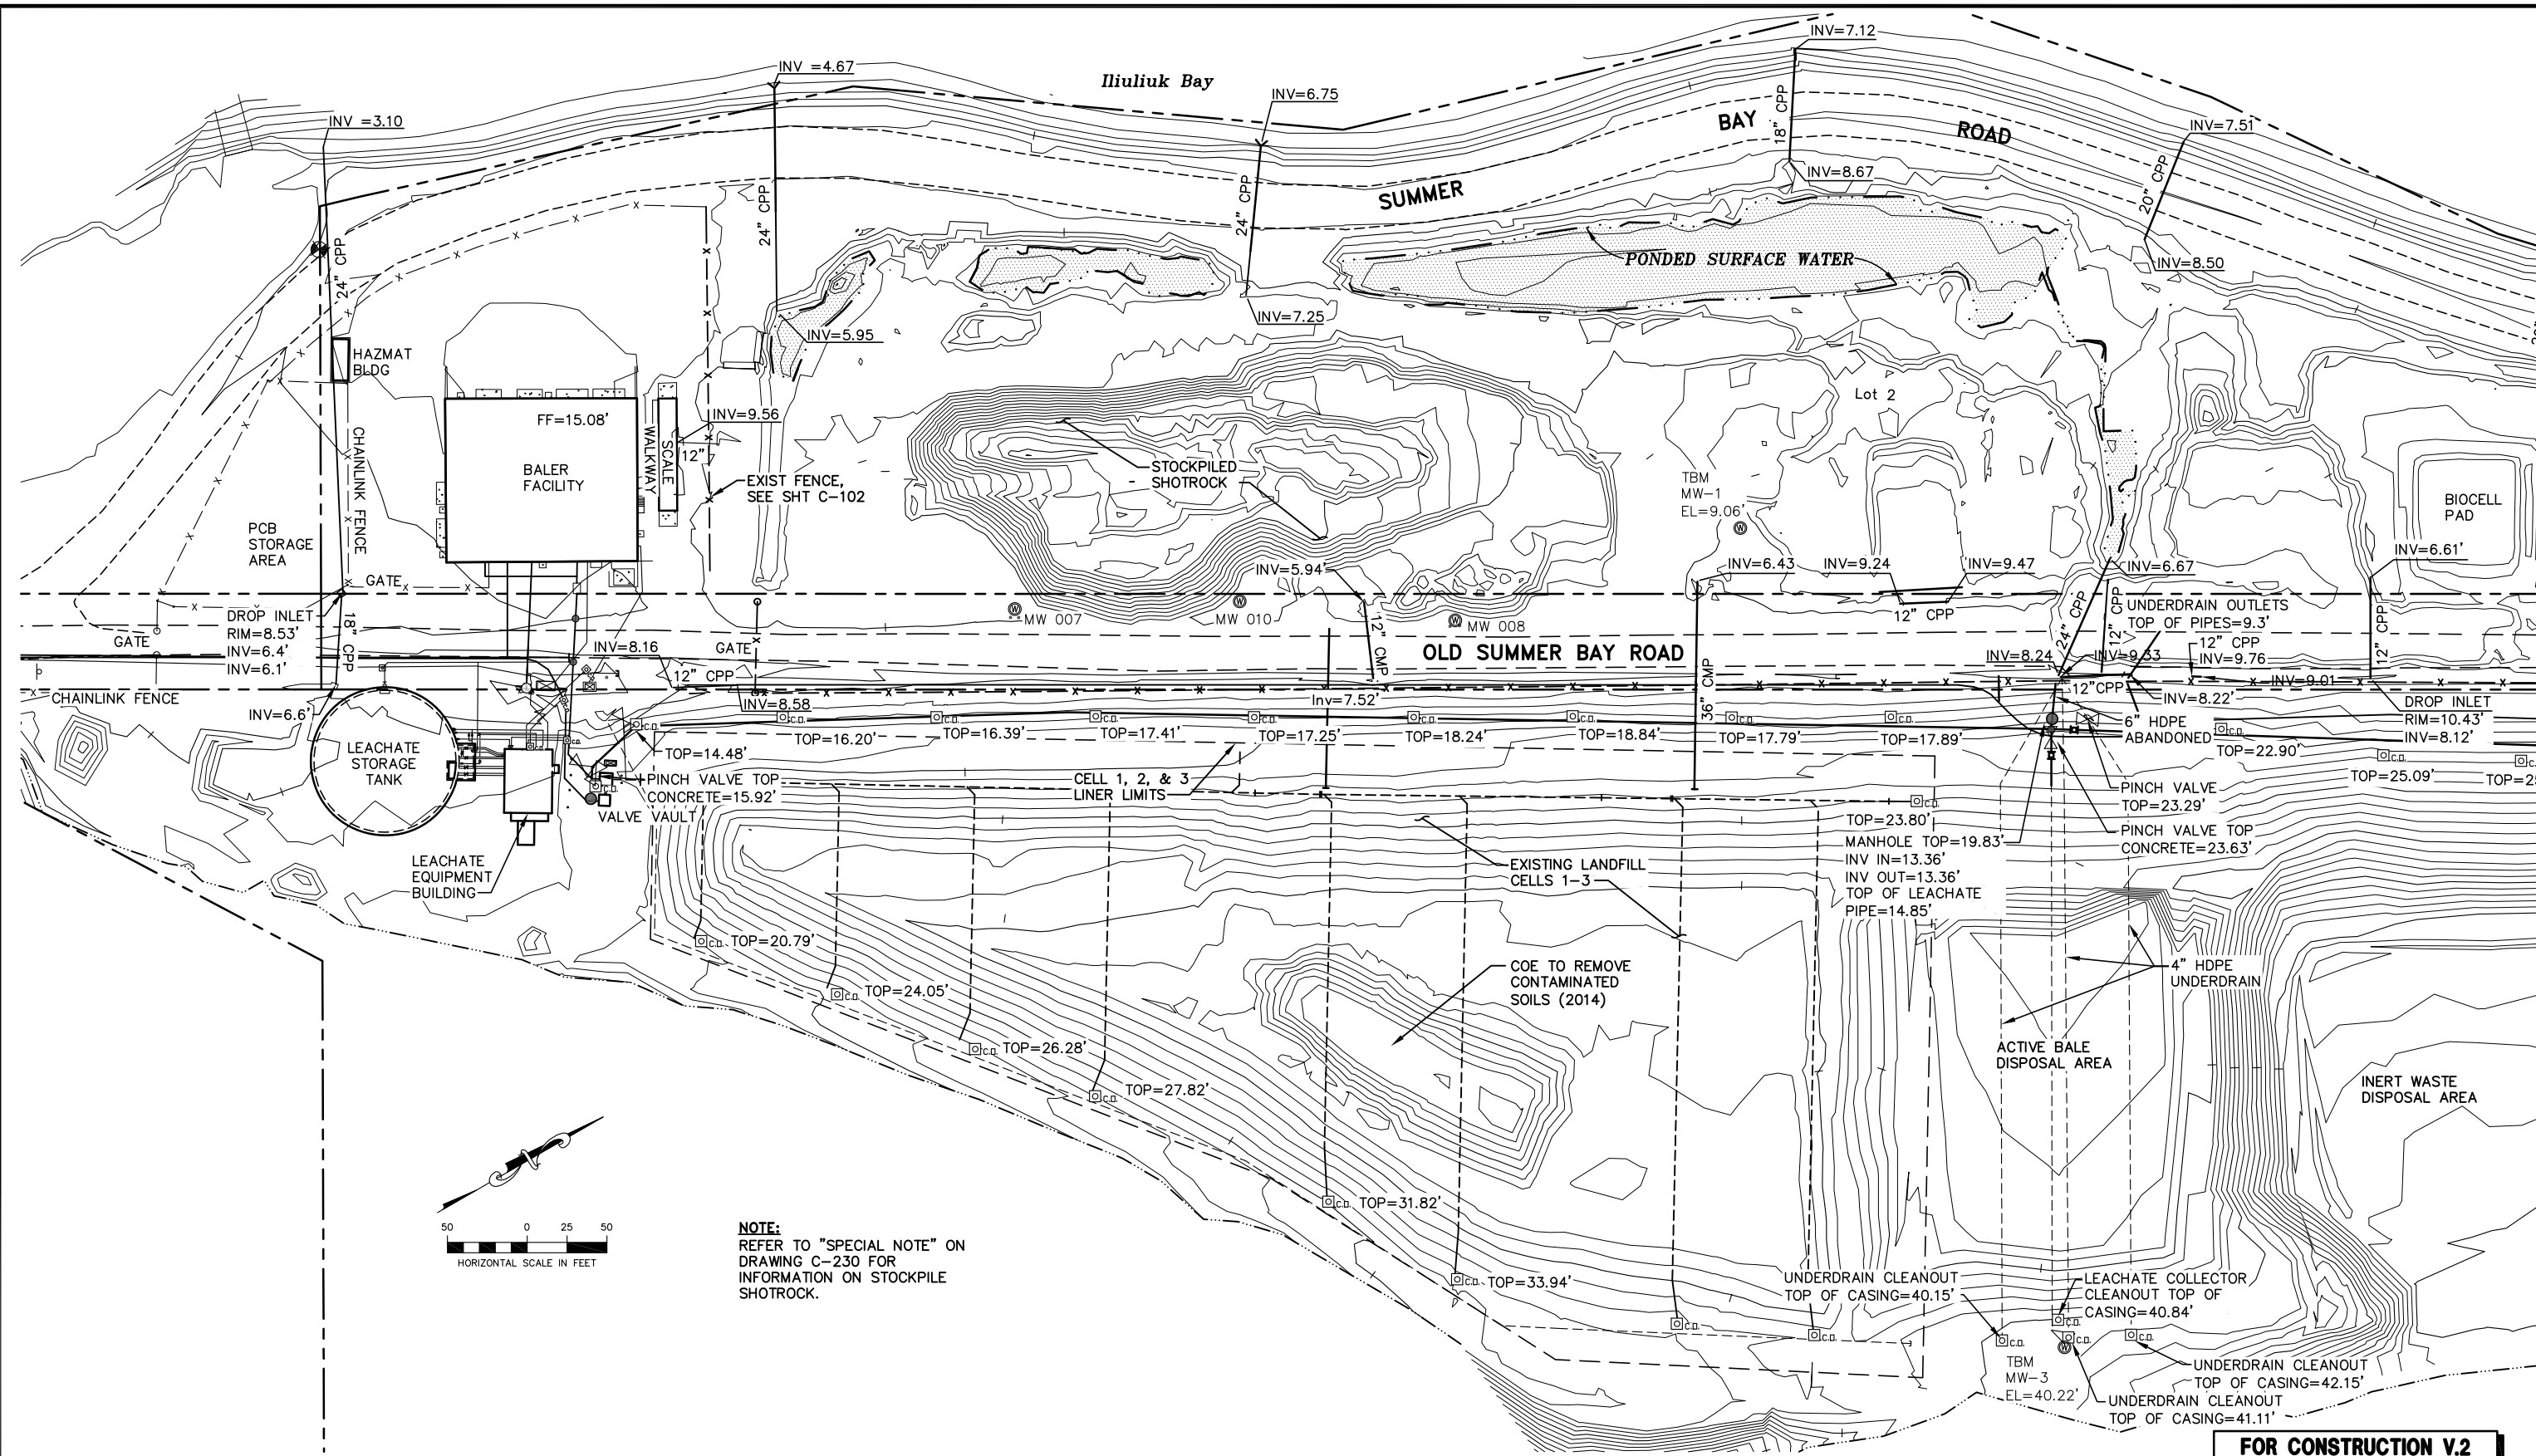 INV=7.12
INV =4.67
Iliuliuk Bay
INV=6.75
INV =3.10
BAY
18" CPP
ROAD
INV=7.51
24" CPP
24" CPP
24" CPP
SUMMER
INV=8.67
20" CPP
24" CPP
PONDED SURFACE WATER
INV=8.50
INV=7.25
INV=5.95
HAZMAT
BLDG
Lot 2
FF=15.08'
INV=9.56
CHAINLINK FENCE
WALKWAY
SCALE
12"
BALER
FACILITY
STOCKPILED
SHOTROCK
EXIST FENCE,
SEE SHT C-102
TBM
MW-1
EL=9.06'
BIOCELL
PAD
PCB
STORAGE
AREA
INV=5.94'
INV=6.43
INV=9.24
INV=9.47
INV=6.67
INV=6.61'
GATE
DROP INLET
RIM=8.53'
INV=6.4'
INV=6.1'
18" CPP
MW 007
MW 010
MW 008
12" CMP
12" CPP
24" CPP
12"
CPP
UNDERDRAIN OUTLETS
TOP OF PIPES=9.3'
12" CPP
GATE
INV=8.16
GATE
OLD SUMMER BAY ROAD
INV=8.24
INV=9.33
12" CPP
INV=9.76
CHAINLINK FENCE
12" CPP
INV=9.01
INV=6.6'
INV=8.58
Inv=7.52'
36" CMP
12"CPP
INV=8.22'
DROP INLET
RIM=10.43'
INV=8.12'
LEACHATE
STORAGE
TANK
TOP=14.48'
TOP=16.20'
TOP=16.39'
TOP=17.41'
TOP=17.25'
TOP=18.24'
TOP=18.84'
TOP=17.79'
TOP=17.89'
6" HDPE
ABANDONED
TOP=22.90'
TOP=25.09'
PINCH VALVE TOP
CONCRETE=15.92'
VALVE VAULT
CELL 1, 2, & 3
LINER LIMITS
PINCH VALVE
TOP=23.29'
TOP=23.80'
PINCH VALVE TOP
CONCRETE=23.63'
MANHOLE TOP=19.83'
INV IN=13.36'
INV OUT=13.36'
TOP OF LEACHATE
PIPE=14.85'
LEACHATE
EQUIPMENT
BUILDING
EXISTING LANDFILL
CELLS 1-3
C.O. TOP=20.79'
COE TO REMOVE
CONTAMINATED
SOILS (2014)
4" HDPE
UNDERDRAIN
C.O. TOP=24.05'
C.O. TOP=26.28'
ACTIVE BALE
DISPOSAL AREA
TOP=27.82'
C.O.
INERT WASTE
DISPOSAL AREA
C.O. TOP=31.82'
50 0 25 50
HORIZONTAL SCALE IN FEET
NOTE:
REFER TO "SPECIAL NOTE" ON
DRAWING C-230 FOR
INFORMATION ON STOCKPILE
SHOTROCK.
C.O. TOP=33.94'
UNDERDRAIN CLEANOUT
TOP OF CASING=40.15'
LEACHATE COLLECTOR
CLEANOUT TOP OF
CASING=40.84'
C.O.
C.O.
C.O.
C.O.
C.O.
C.O.
TBM
MW-3
EL=40.22'
UNDERDRAIN CLEANOUT
TOP OF CASING=42.15'
UNDERDRAIN CLEANOUT
TOP OF CASING=41.11'
FOR CONSTRUCTION V.2